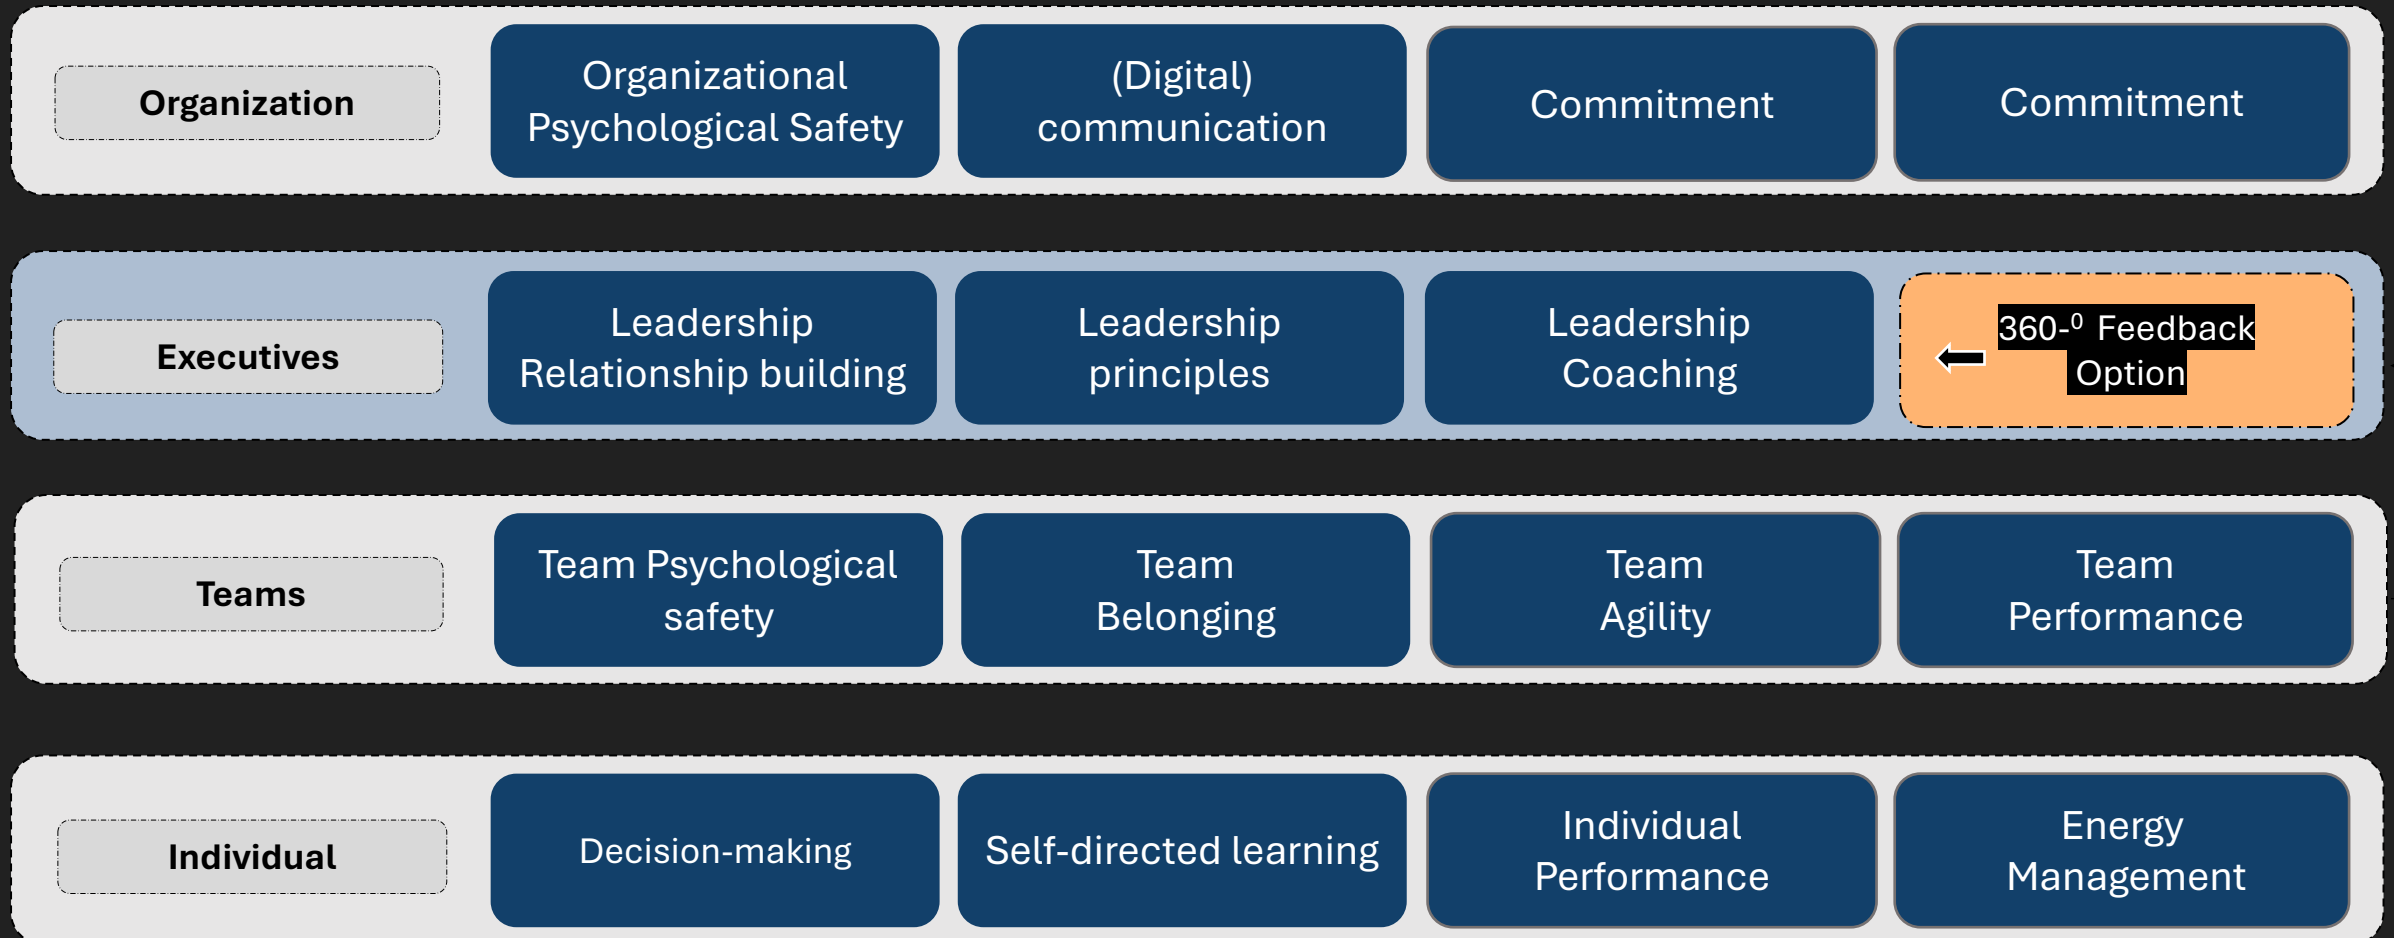 Organization
Organizational
Psychological Safety
(Digital)
communication
Commitment
Commitment
Executives
Leadership
Relationship building
Leadership
principles
Leadership
Coaching
360-⁰ Feedback
Option
Teams
Team Psychological
safety
Team
Belonging
Team
Agility
Team
Performance
Individual
Decision-making
Self-directed learning
Individual
Performance
Energy
Management